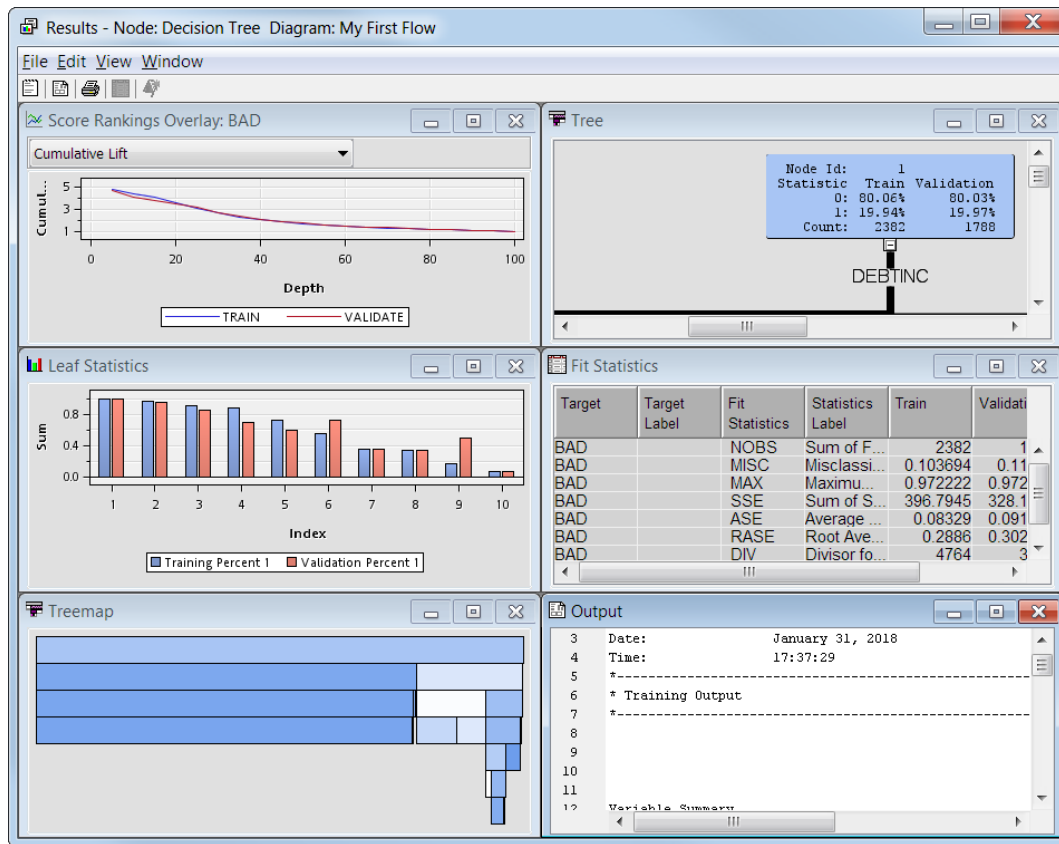 Results - Node: Decision Tree Diagram: My First Flow
File Edit View Window
Score Rankings Overlay: BAD
Cumulative Lift
Cumul...
5
3
1
0 20 40 60 80 100
Depth
TRAIN VALIDATE
Tree
Node Id: 1
Statistic Train Validation
0: 80.06% 80.03%
1: 19.94% 19.97%
Count: 2382 1788
DEBTINC
Leaf Statistics
Sum
0.8
0.4
0.0
1 2 3 4 5 6 7 8 9 10
Index
Training Percent 1 Validation Percent 1
Fit Statistics
Target Target Label Fit Statistics Statistics Label Train Validati
BAD NOBS Sum of F... 2382 1
BAD MISC Misclassi... 0.103694 0.11
BAD MAX Maximu... 0.972222 0.972
BAD SSE Sum of S... 396.7945 328.1
BAD ASE Average ... 0.08329 0.091
BAD RASE Root Ave... 0.2886 0.302
BAD DIV Divisor fo... 4764 3
Treemap
Output
3 Date: January 31, 2018
4 Time: 17:37:29
5 *------------------------------------------------------------
6 * Training Output
7 *------------------------------------------------------------
8
9
10
11
12 Variable Summary